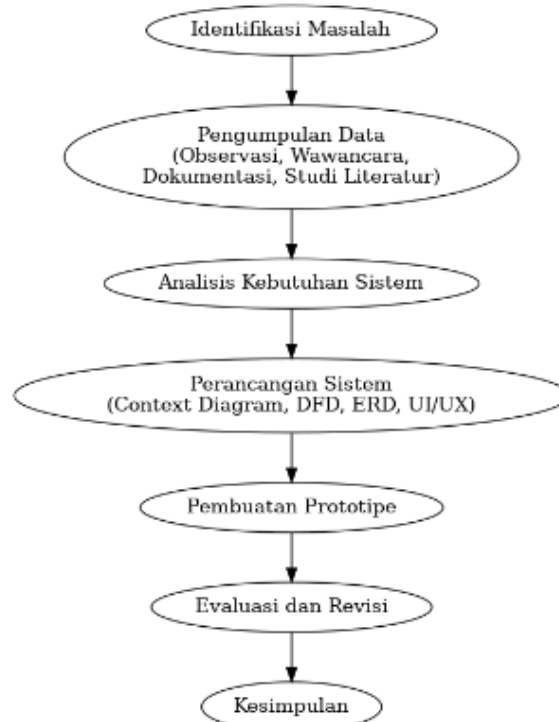 Identifikasi Masalah
Pengumpulan Data
(Observasi, Wawancara,
Dokumentasi, Studi Literatur)
Analisis Kebutuhan Sistem
Perancangan Sistem
(Context Diagram, DFD, ERD, UI/UX)
Pembuatan Prototipe
Evaluasi dan Revisi
Kesimpulan